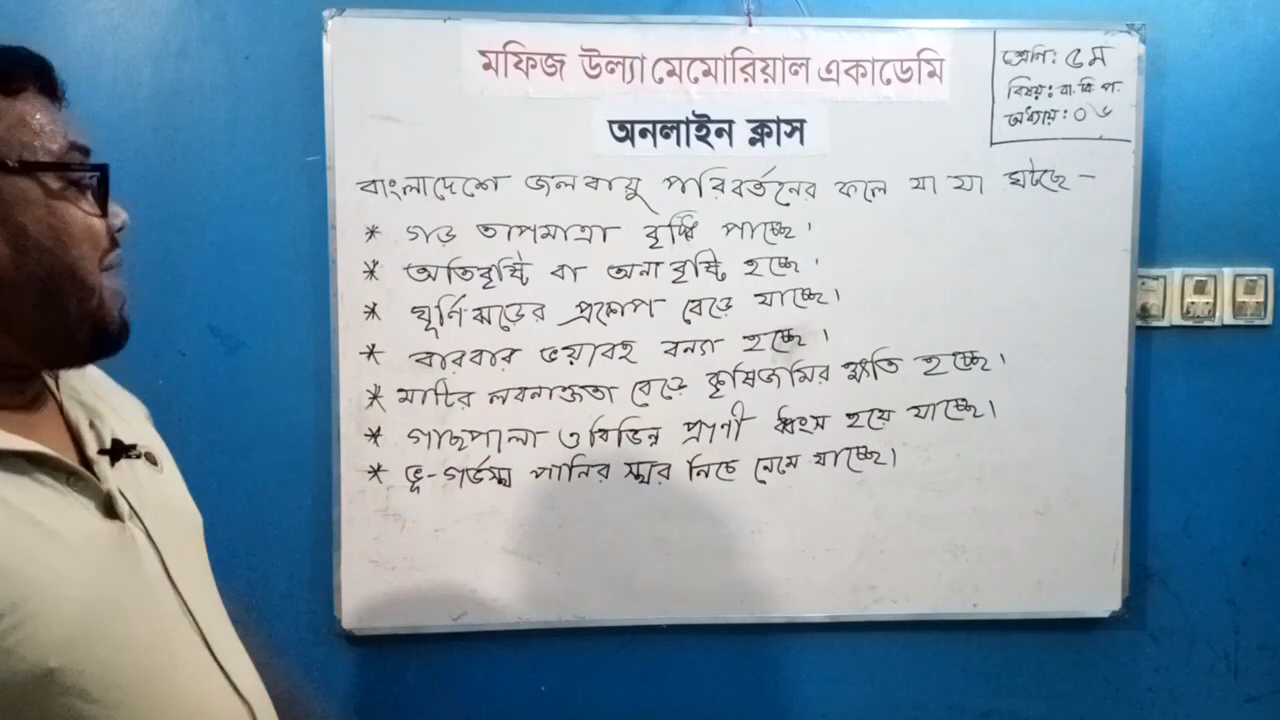 মফিজ উল্যা মেমোরিয়াল একাডেমি
অনলাইন ক্লাস
শ্রেণি: ৫ম
বিষয়: বা. বি. প.
অধ্যায়: ০৬
বাংলাদেশে জলবায়ু পরিবর্তনের ফলে যা যা ঘটছে -
* গড় তাপমাত্রা বৃদ্ধি পাচ্ছে।
* অতিবৃষ্টি বা অনাবৃষ্টি হচ্ছে।
* ঘূর্ণিঝড়ের প্রকোপ বেড়ে যাচ্ছে।
* বারবার ভয়াবহ বন্যা হচ্ছে।
* মাটির লবনাক্ততা বেড়ে কৃষিজমির ক্ষতি হচ্ছে।
* গাছপালা ও বিভিন্ন প্রাণী ধ্বংস হয়ে যাচ্ছে।
* ভূ-গর্ভস্থ পানির স্তর নিচে নেমে যাচ্ছে।